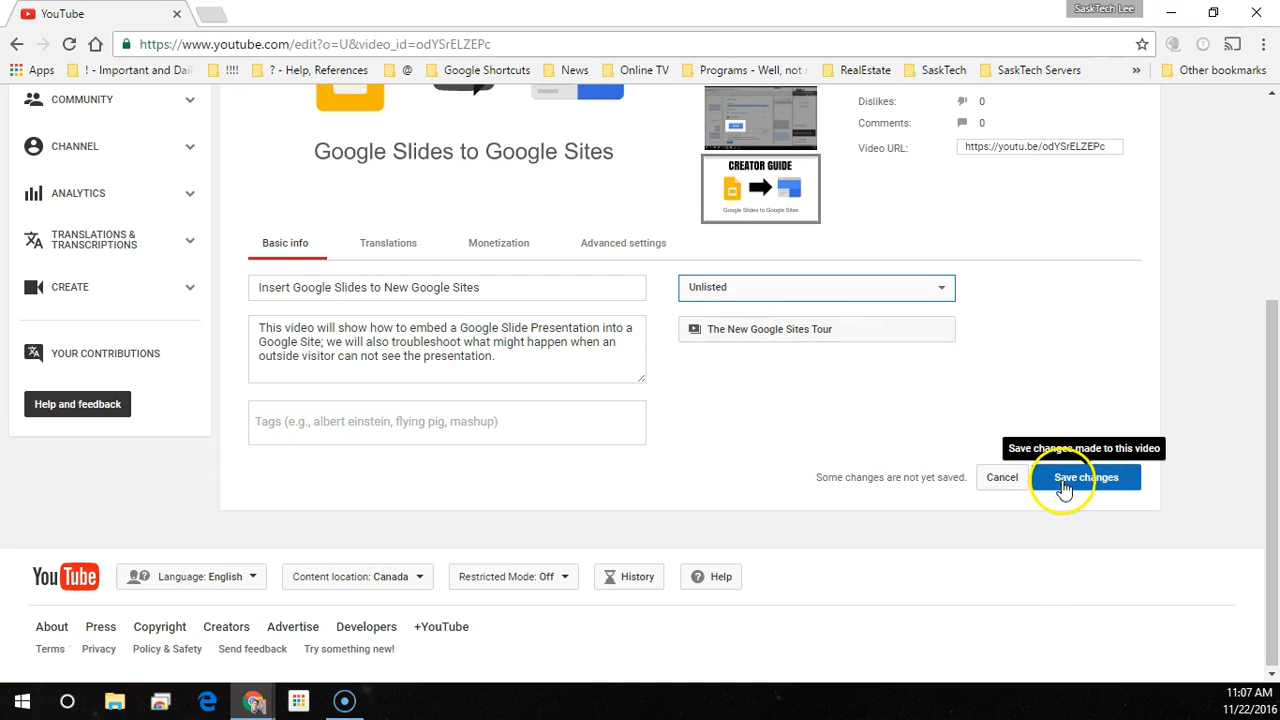 YouTube
SaskTech Lee
https://www.youtube.com/edit?o=U&video_id=odYSrELZEPc
Apps
! - Important and Dai
!!!!
? - Help, References
@
Google Shortcuts
News
Online TV
Programs - Well, not
RealEstate
SaskTech
SaskTech Servers
»
Other bookmarks
COMMUNITY
CHANNEL
ANALYTICS
TRANSLATIONS &
TRANSCRIPTIONS
CREATE
YOUR CONTRIBUTIONS
Help and feedback
Google Slides to Google Sites
CREATOR GUIDE
Google Slides to Google Sites
Dislikes: 0
Comments: 0
Video URL: https://youtu.be/odYSrELZEPc
Basic info
Translations
Monetization
Advanced settings
Insert Google Slides to New Google Sites
This video will show how to embed a Google Slide Presentation into a
Google Site; we will also troubleshoot what might happen when an
outside visitor can not see the presentation.
Tags (e.g., albert einstein, flying pig, mashup)
Unlisted
The New Google Sites Tour
Save changes made to this video
Some changes are not yet saved.
Cancel
Save changes
YouTube
Language: English
Content location: Canada
Restricted Mode: Off
History
Help
About Press Copyright Creators Advertise Developers +YouTube
Terms Privacy Policy & Safety Send feedback Try something new!
11:07 AM
11/22/2016